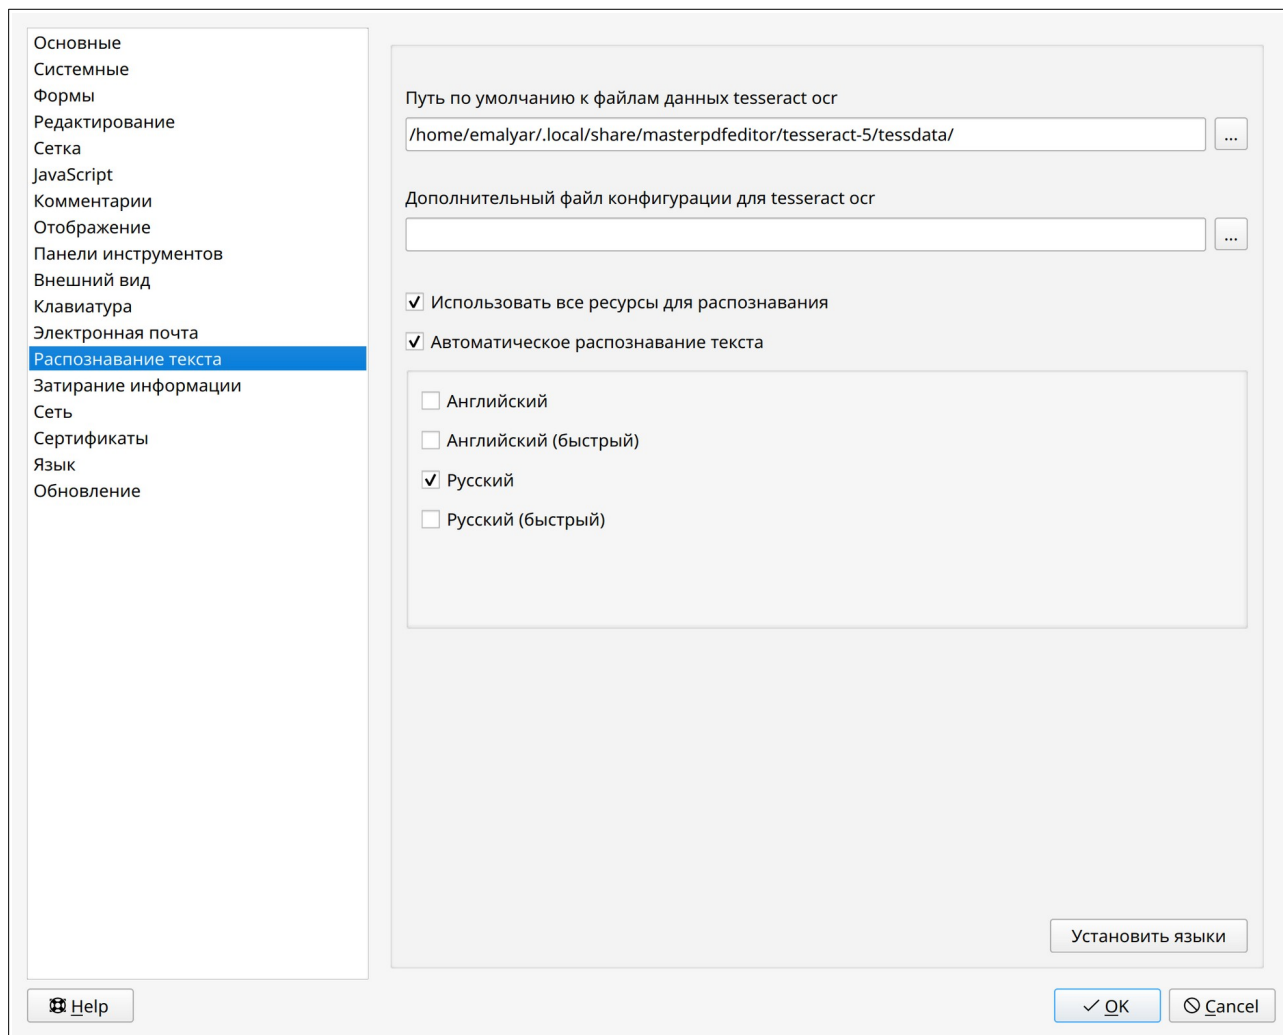 Основные
Системные
Формы
Редактирование
Сетка
JavaScript
Комментарии
Отображение
Панели инструментов
Внешний вид
Клавиатура
Электронная почта
Распознавание текста
Затирание информации
Сеть
Сертификаты
Язык
Обновление
Путь по умолчанию к файлам данных tesseract ocr
/home/emalyar/.local/share/masterpdfeditor/tesseract-5/tessdata/
...
Дополнительный файл конфигурации для tesseract ocr
...
Использовать все ресурсы для распознавания
Автоматическое распознавание текста
Английский
Английский (быстрый)
Русский
Русский (быстрый)
Установить языки
Help
OK
Cancel